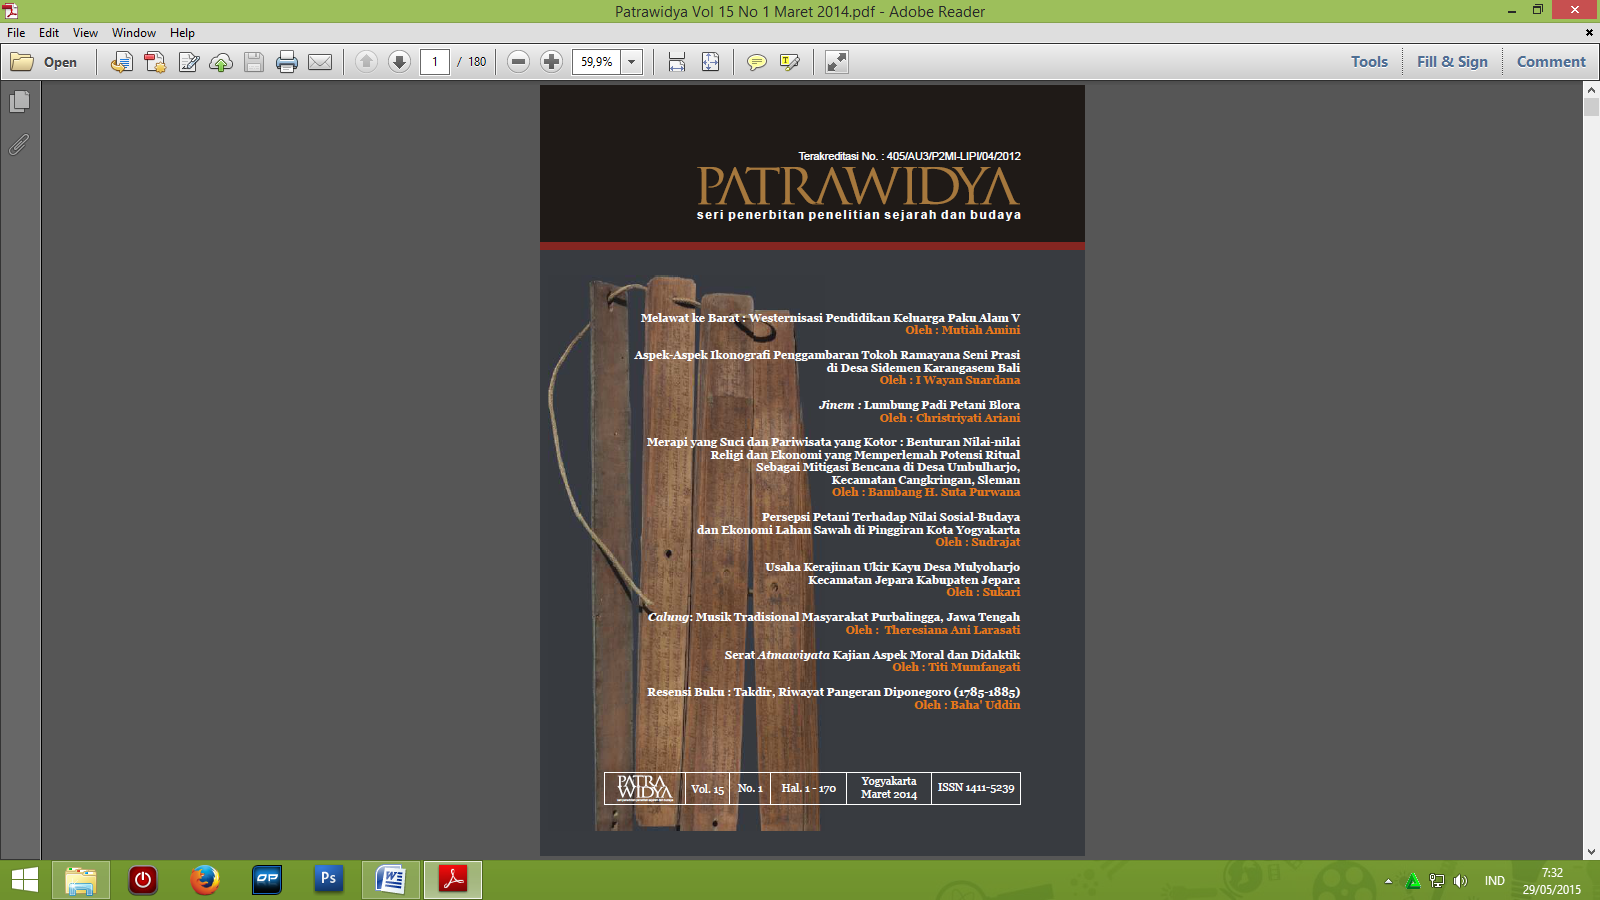 Patrawidya Vol 15 No 1 Maret 2014.pdf - Adobe Reader
File Edit View Window Help
Open 1 / 180 59,9% Tools Fill & Sign Comment
Terakreditasi No. : 405/AU3/P2MI-LIPI/04/2012
PATRAWIDYA
seri penerbitan penelitian sejarah dan budaya
Melawat ke Barat : Westernisasi Pendidikan Keluarga Paku Alam V
Oleh : Mutiah Amini
Aspek-Aspek Ikonografi Penggambaran Tokoh Ramayana Seni Prasi
di Desa Sidemen Karangasem Bali
Oleh : I Wayan Suardana
Jinem : Lumbung Padi Petani Blora
Oleh : Christriyati Ariani
Merapi yang Suci dan Pariwisata yang Kotor : Benturan Nilai-nilai
Religi dan Ekonomi yang Memperlemah Potensi Ritual
Sebagai Mitigasi Bencana di Desa Umbulharjo,
Kecamatan Cangkringan, Sleman
Oleh : Bambang H. Suta Purwana
Persepsi Petani Terhadap Nilai Sosial-Budaya
dan Ekonomi Lahan Sawah di Pinggiran Kota Yogyakarta
Oleh : Sudrajat
Usaha Kerajinan Ukir Kayu Desa Mulyoharjo
Kecamatan Jepara Kabupaten Jepara
Oleh : Sukari
Calung: Musik Tradisional Masyarakat Purbalingga, Jawa Tengah
Oleh : Theresiana Ani Larasati
Serat Atmawiyata Kajian Aspek Moral dan Didaktik
Oleh : Titi Mumfangati
Resensi Buku : Takdir, Riwayat Pangeran Diponegoro (1785-1885)
Oleh : Baha' Uddin
PATRA
WIDYA
Vol. 15
No. 1
Hal. 1 - 170
Yogyakarta
Maret 2014
ISSN 1411-5239
OP
Ps
IND
7:32
29/05/2015